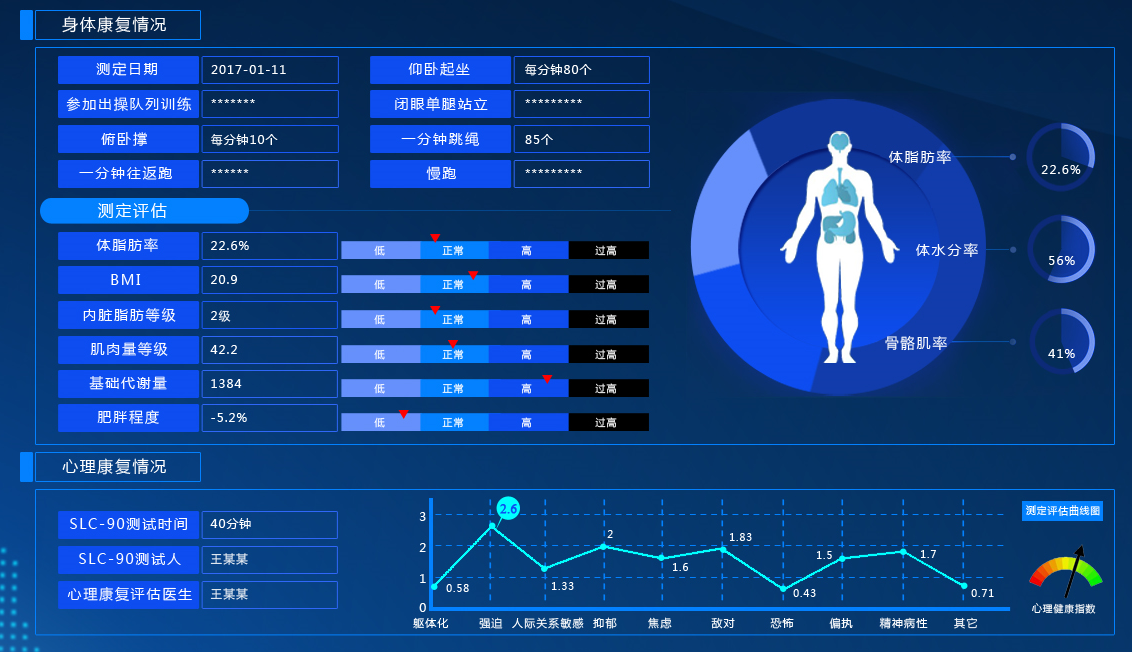 身体康复情况
测定日期 2017-01-11 仰卧起坐 每分钟80个
参加出操队列训练 ******* 闭眼单腿站立 *********
俯卧撑 每分钟10个 一分钟跳绳 85个
一分钟往返跑 ****** 慢跑 *********
测定评估
体脂肪率 22.6% 低 正常 高 过高
BMI 20.9 低 正常 高 过高
内脏脂肪等级 2级 低 正常 高 过高
肌肉量等级 42.2 低 正常 高 过高
基础代谢量 1384 低 正常 高 过高
肥胖程度 -5.2% 低 正常 高 过高
体脂肪率 22.6%
体水分率 56%
骨骼肌率 41%
心理康复情况
SLC-90测试时间 40分钟
SLC-90测试人 王某某
心理康复评估医生 王某某
3
2
1
0
0.58
2.6
1.33
2
1.6
1.83
0.43
1.5
1.7
0.71
躯体化 强迫 人际关系敏感 抑郁 焦虑 敌对 恐怖 偏执 精神病性 其它
测定评估曲线图
心理健康指数